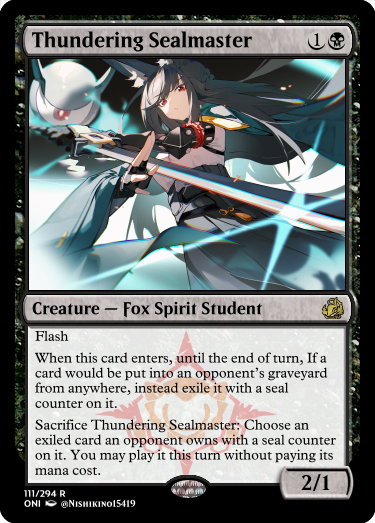 Thundering Sealmaster
1
Creature — Fox Spirit Student
Flash
When this card enters, until the end of turn, If a
card would be put into an opponent's graveyard
from anywhere, instead exile it with a seal
counter on it.
Sacrifice Thundering Sealmaster: Choose an
exiled card an opponent owns with a seal counter
on it. You may play it this turn without paying its
mana cost.
2/1
111/294 R
ONI @Nishikino15419